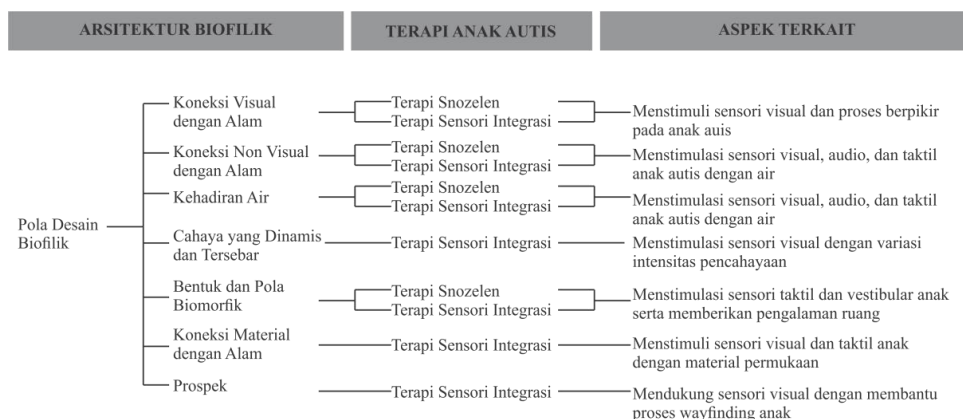 ARSITEKTUR BIOFILIK
TERAPI ANAK AUTIS
ASPEK TERKAIT
Pola Desain
Biofilik
Koneksi Visual
dengan Alam
Terapi Snozelen
Terapi Sensori Integrasi
Menstimuli sensori visual dan proses berpikir
pada anak auis
Koneksi Non Visual
dengan Alam
Terapi Snozelen
Terapi Sensori Integrasi
Menstimulasi sensori visual, audio, dan taktil
anak autis dengan air
Kehadiran Air
Terapi Snozelen
Terapi Sensori Integrasi
Menstimulasi sensori visual, audio, dan taktil
anak autis dengan air
Cahaya yang Dinamis
dan Tersebar
Terapi Sensori Integrasi
Menstimulasi sensori visual dengan variasi
intensitas pencahayaan
Bentuk dan Pola
Biomorfik
Terapi Snozelen
Terapi Sensori Integrasi
Menstimulasi sensori taktil dan vestibular anak
serta memberikan pengalaman ruang
Koneksi Material
dengan Alam
Terapi Sensori Integrasi
Menstimuli sensori visual dan taktil anak
dengan material permukaan
Prospek
Terapi Sensori Integrasi
Mendukung sensori visual dengan membantu
proses wayfinding anak